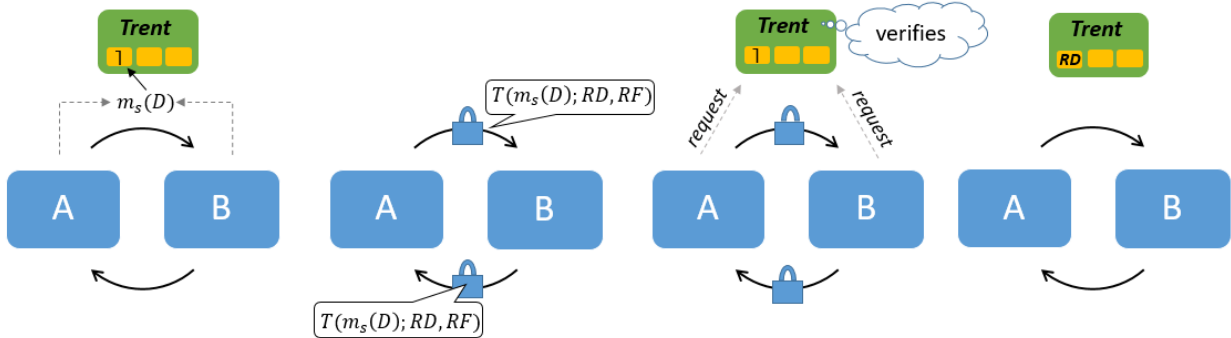 Trent
1
m_s(D)
A B
T(m_s(D); RD, RF)
A B
T(m_s(D); RD, RF)
Trent
1
verifies
request request
A B
Trent
RD
A B